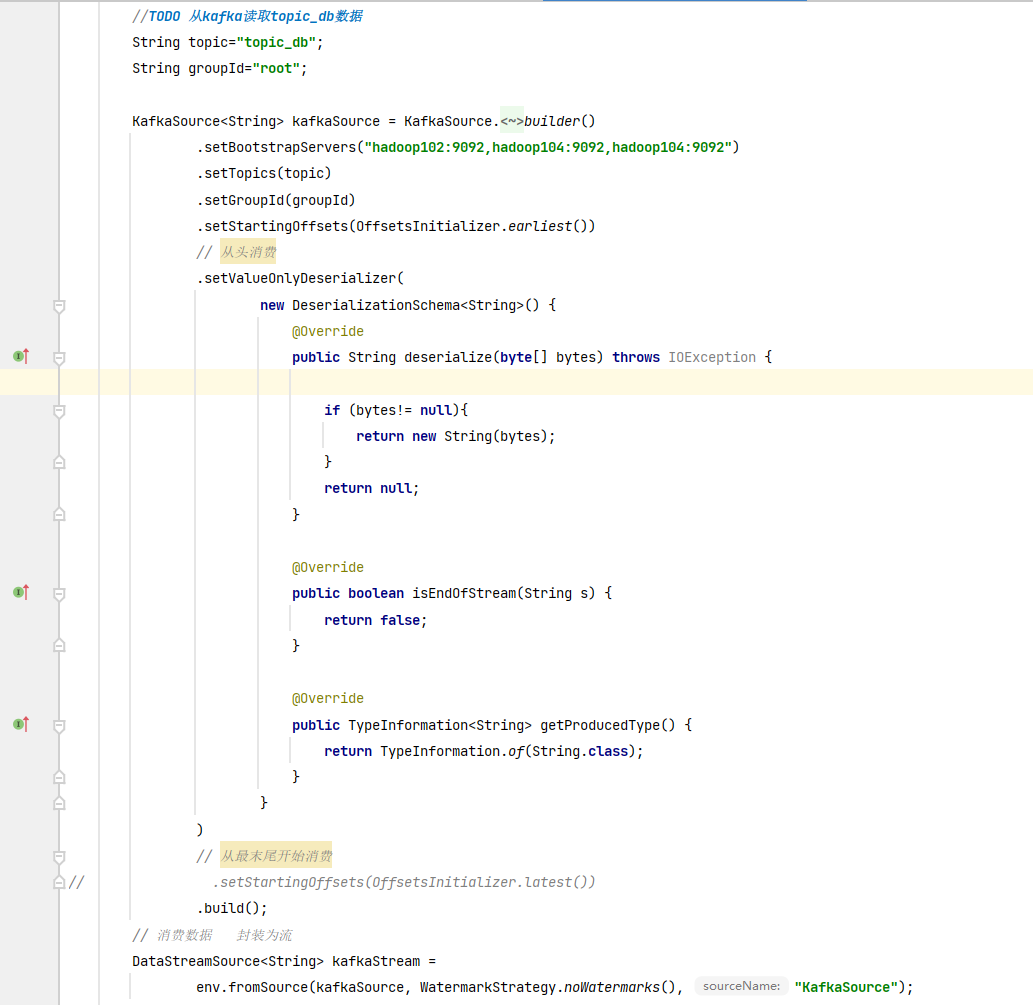 //TODO 从kafka读取topic_db数据
String topic="topic_db";
String groupId="root";
KafkaSource<String> kafkaSource = KafkaSource.<~>builder()
.setBootstrapServers("hadoop102:9092,hadoop104:9092,hadoop104:9092")
.setTopics(topic)
.setGroupId(groupId)
.setStartingOffsets(OffsetsInitializer.earliest())
// 从头消费
.setValueOnlyDeserializer(
new DeserializationSchema<String>() {
@Override
public String deserialize(byte[] bytes) throws IOException {
if (bytes!= null){
return new String(bytes);
}
return null;
}
@Override
public boolean isEndOfStream(String s) {
return false;
}
@Override
public TypeInformation<String> getProducedType() {
return TypeInformation.of(String.class);
}
}
)
// 从最末尾开始消费
// .setStartingOffsets(OffsetsInitializer.latest())
.build();
// 消费数据 封装为流
DataStreamSource<String> kafkaStream =
env.fromSource(kafkaSource, WatermarkStrategy.noWatermarks(), sourceName: "KafkaSource");